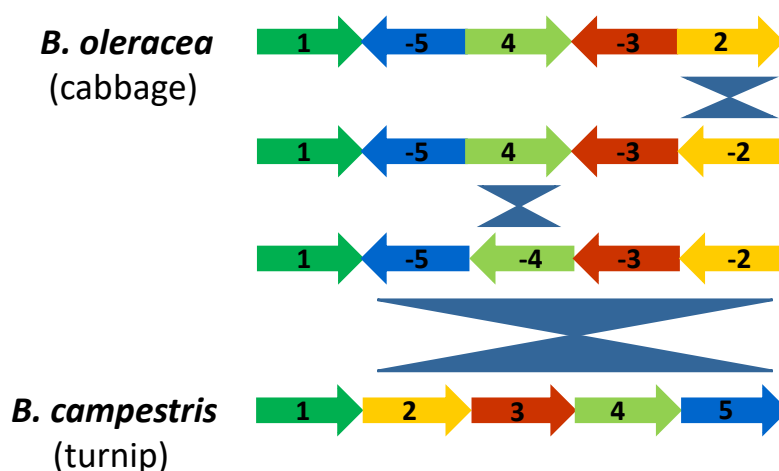 B. oleracea
(cabbage)
1 -5 4 -3 2
1 -5 4 -3 -2
1 -5 -4 -3 -2
B. campestris
(turnip)
1 2 3 4 5